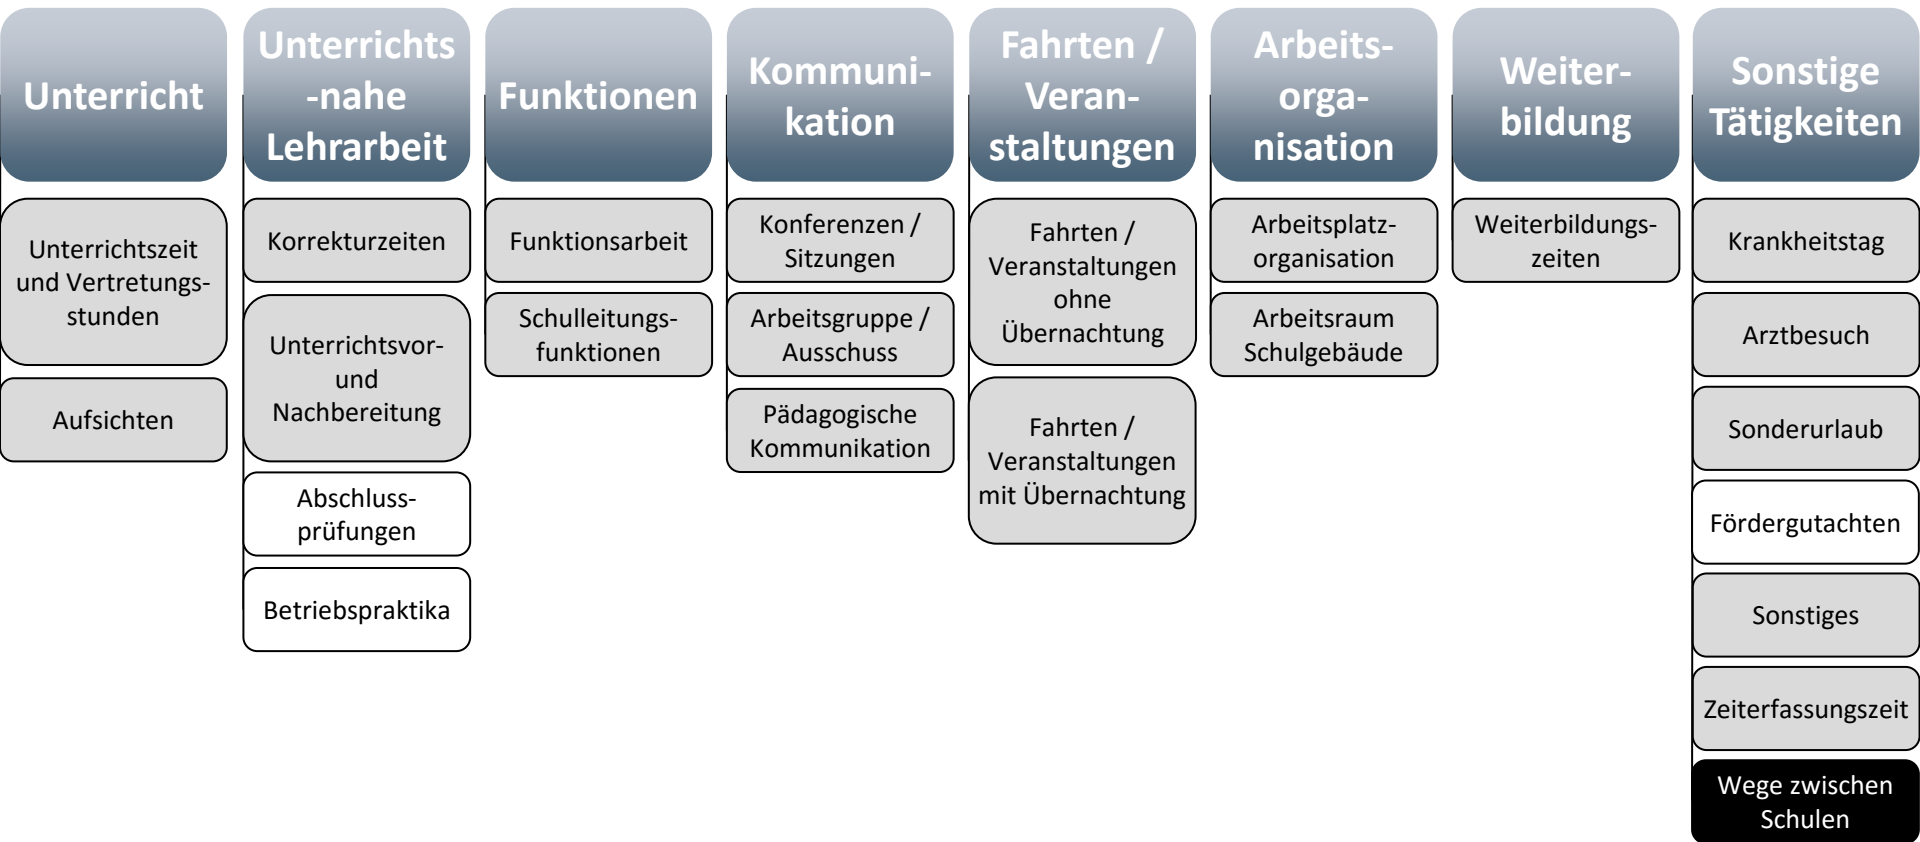 Unterricht
Unterrichtszeit
und Vertretungs-
stunden
Aufsichten
Unterrichts
-nahe
Lehrarbeit
Korrekturzeiten
Unterrichtsvor-
und
Nachbereitung
Abschluss-
prüfungen
Betriebspraktika
Funktionen
Funktionsarbeit
Schulleitungs-
funktionen
Kommuni-
kation
Konferenzen /
Sitzungen
Arbeitsgruppe /
Ausschuss
Pädagogische
Kommunikation
Fahrten /
Veran-
staltungen
Fahrten /
Veranstaltungen
ohne
Übernachtung
Fahrten /
Veranstaltungen
mit Übernachtung
Arbeits-
orga-
nisation
Arbeitsplatz-
organisation
Arbeitsraum
Schulgebäude
Weiter-
bildung
Weiterbildungs-
zeiten
Sonstige
Tätigkeiten
Krankheitstag
Arztbesuch
Sonderurlaub
Fördergutachten
Sonstiges
Zeiterfassungszeit
Wege zwischen
Schulen